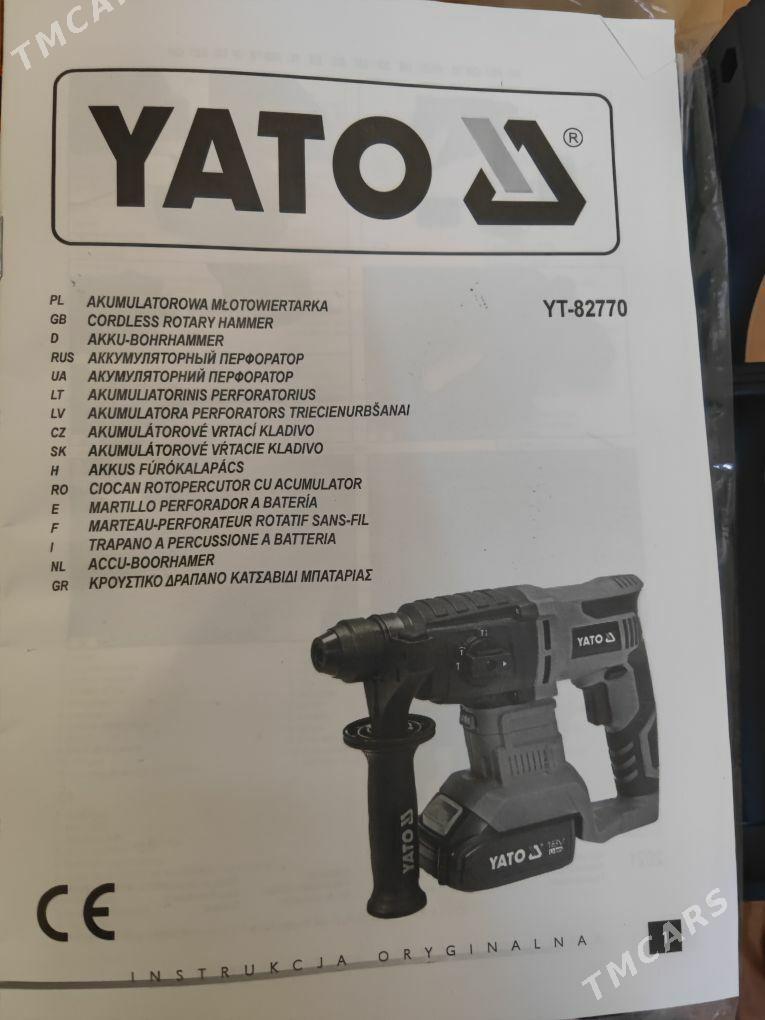 TMCARS
YATO ®
YT-82770
PL AKUMULATOROWA MŁOTOWIERTARKA
GB CORDLESS ROTARY HAMMER
D AKKU-BOHRHAMMER
RUS АККУМУЛЯТОРНЫЙ ПЕРФОРАТОР
UA АКУМУЛЯТОРНИЙ ПЕРФОРАТОР
LT AKUMULIATORINIS PERFORATORIUS
LV AKUMULATORA PERFORATORS TRIECIENURBŠANAI
CZ AKUMULÁTOROVÉ VRTACÍ KLADIVO
SK AKUMULÁTOROVÉ VŔTACIE KLADIVO
H AKKUS FÚRÓKALAPÁCS
RO CIOCAN ROTOPERCUTOR CU ACUMULATOR
E MARTILLO PERFORADOR A BATERÍA
F MARTEAU-PERFORATEUR ROTATIF SANS-FIL
I TRAPANO A PERCUSSIONE A BATTERIA
NL ACCU-BOORHAMER
GR ΚΡΟΥΣΤΙΚΟ ΔΡΑΠΑΝΟ ΚΑΤΣΑΒΙΔΙ ΜΠΑΤΑΡΙΑΣ
YATO
YATO
YATO 18V
CE
INSTRUKCJA ORYGINALNA
1
TMCARS